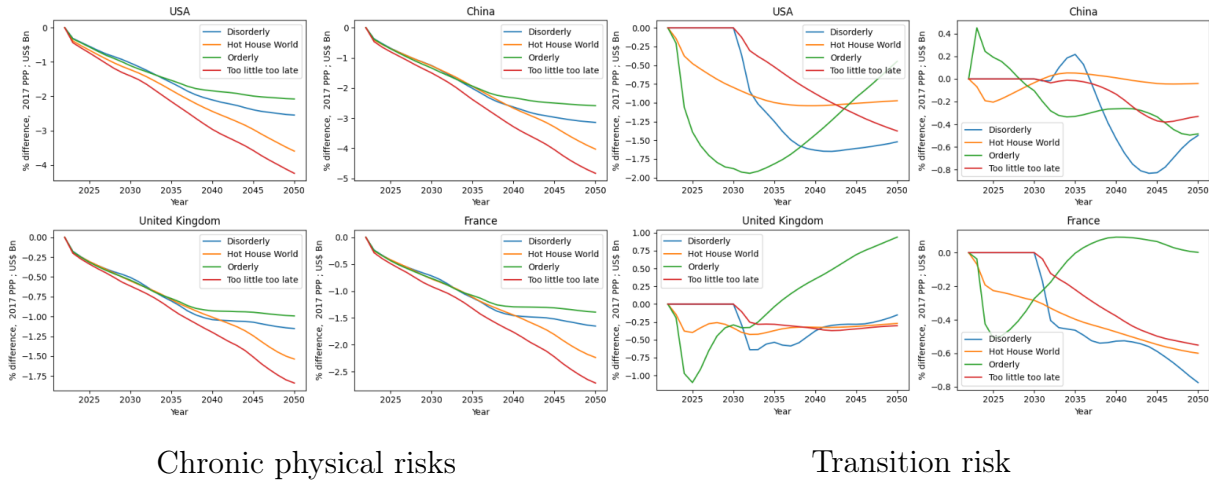 USA
% difference, 2017 PPP ; US$ Bn
0
−1
−2
−3
−4
Disorderly
Hot House World
Orderly
Too little too late
2025 2030 2035 2040 2045 2050
Year
China
% difference, 2017 PPP ; US$ Bn
0
−1
−2
−3
−4
−5
Disorderly
Hot House World
Orderly
Too little too late
2025 2030 2035 2040 2045 2050
Year
USA
% difference, 2017 PPP ; US$ Bn
0.00
−0.25
−0.50
−0.75
−1.00
−1.25
−1.50
−1.75
−2.00
Disorderly
Hot House World
Orderly
Too little too late
2025 2030 2035 2040 2045 2050
Year
China
% difference, 2017 PPP ; US$ Bn
0.4
0.2
0.0
−0.2
−0.4
−0.6
−0.8
Disorderly
Hot House World
Orderly
Too little too late
2025 2030 2035 2040 2045 2050
Year
United Kingdom
% difference, 2017 PPP ; US$ Bn
0.00
−0.25
−0.50
−0.75
−1.00
−1.25
−1.50
−1.75
Disorderly
Hot House World
Orderly
Too little too late
2025 2030 2035 2040 2045 2050
Year
France
% difference, 2017 PPP ; US$ Bn
0.0
−0.5
−1.0
−1.5
−2.0
−2.5
Disorderly
Hot House World
Orderly
Too little too late
2025 2030 2035 2040 2045 2050
Year
United Kingdom
% difference, 2017 PPP ; US$ Bn
1.00
0.75
0.50
0.25
0.00
−0.25
−0.50
−0.75
−1.00
Disorderly
Hot House World
Orderly
Too little too late
2025 2030 2035 2040 2045 2050
Year
France
% difference, 2017 PPP ; US$ Bn
0.0
−0.2
−0.4
−0.6
−0.8
Disorderly
Hot House World
Orderly
Too little too late
2025 2030 2035 2040 2045 2050
Year
Chronic physical risks
Transition risk